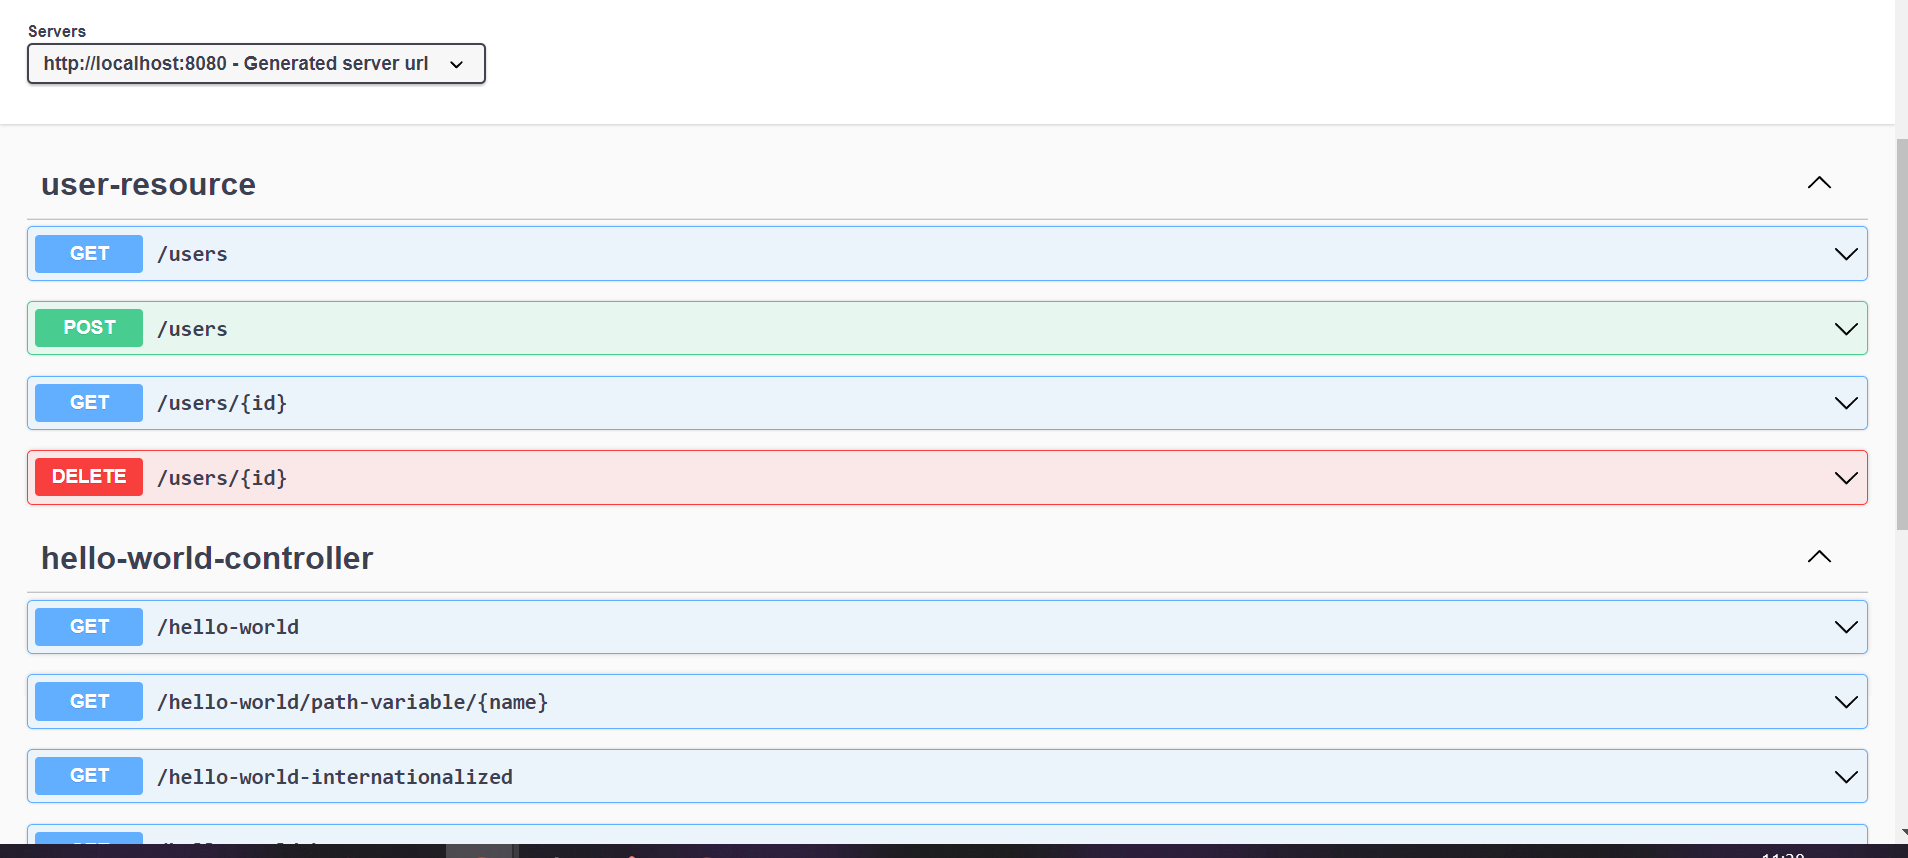 Servers
http://localhost:8080 - Generated server url
user-resource
GET /users
POST /users
GET /users/{id}
DELETE /users/{id}
hello-world-controller
GET /hello-world
GET /hello-world/path-variable/{name}
GET /hello-world-internationalized
GET